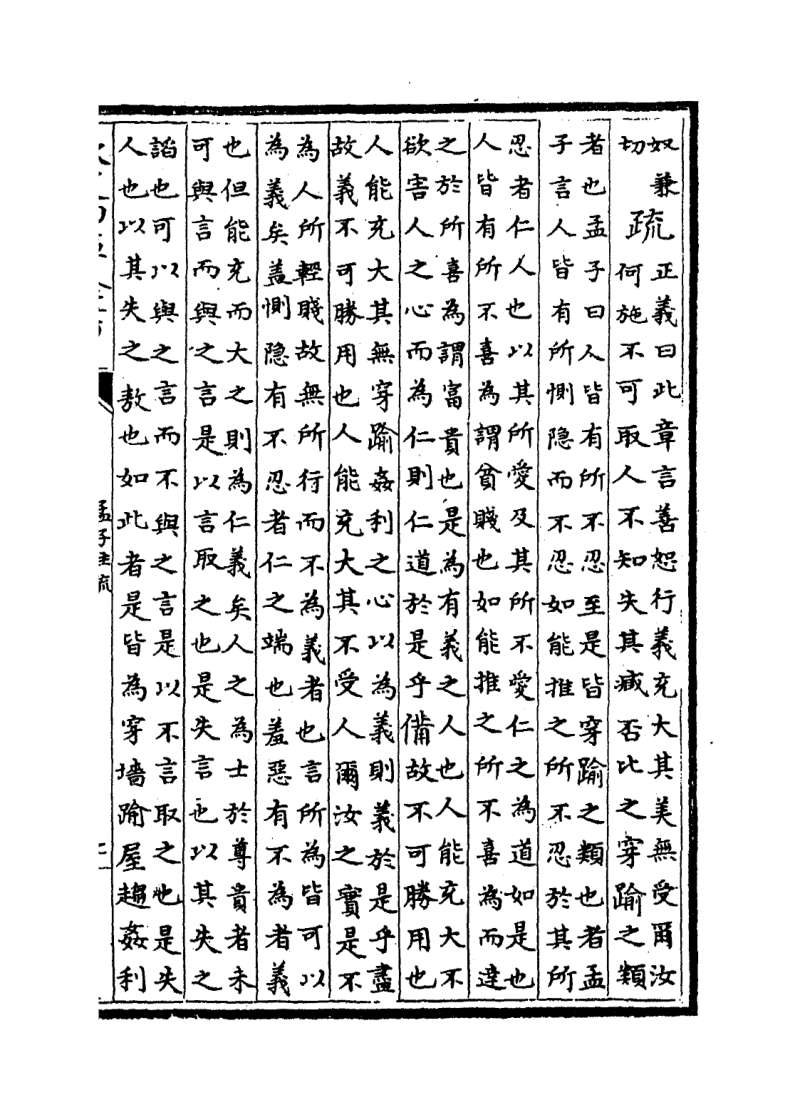 奴兼
切
疏
正義曰此章言善恕行義充大其美無受爾汝
何施不可取人不知失其臧否比之穿踰之類
者也孟子曰人皆有所不忍至是皆穿踰之類也者孟
子言人皆有所惻隐而不忍如能推之所不忍於其所
忍者仁人也以其所愛及其所不愛仁之為道如是也
人皆有所不喜為謂貧賤也如能推之所不喜為而達
之於所喜為謂富貴也是為有義之人也人能充大不
欲害人之心而為仁則仁道於是乎備故不可勝用也
人能充大其無穿踰姦利之心以為義則義於是乎盡
故義不可勝用也人能充大其不受人爾汝之實是不
為人所輕賤故無所行而不為義者也言所為皆可以
為義矣盖惻隐有不忍者仁之端也羞惡有不為者義
也但能充而大之則為仁義矣人之為士於尊貴者未
可與言而與之言是以言取之也是失言也以其失之
諂也可以與之言而不與之言是以不言取之也是失
人也以其失之敖也如此者是皆為穿墻踰屋趨姦利
孟子注疏